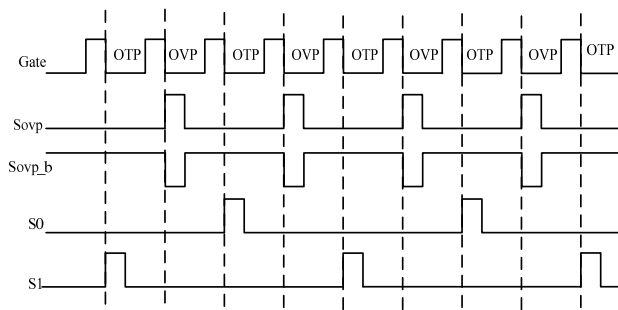 Gate OTP OVP OTP OVP OTP OVP OTP OVP OTP
Sovp
Sovp_b
S0
S1